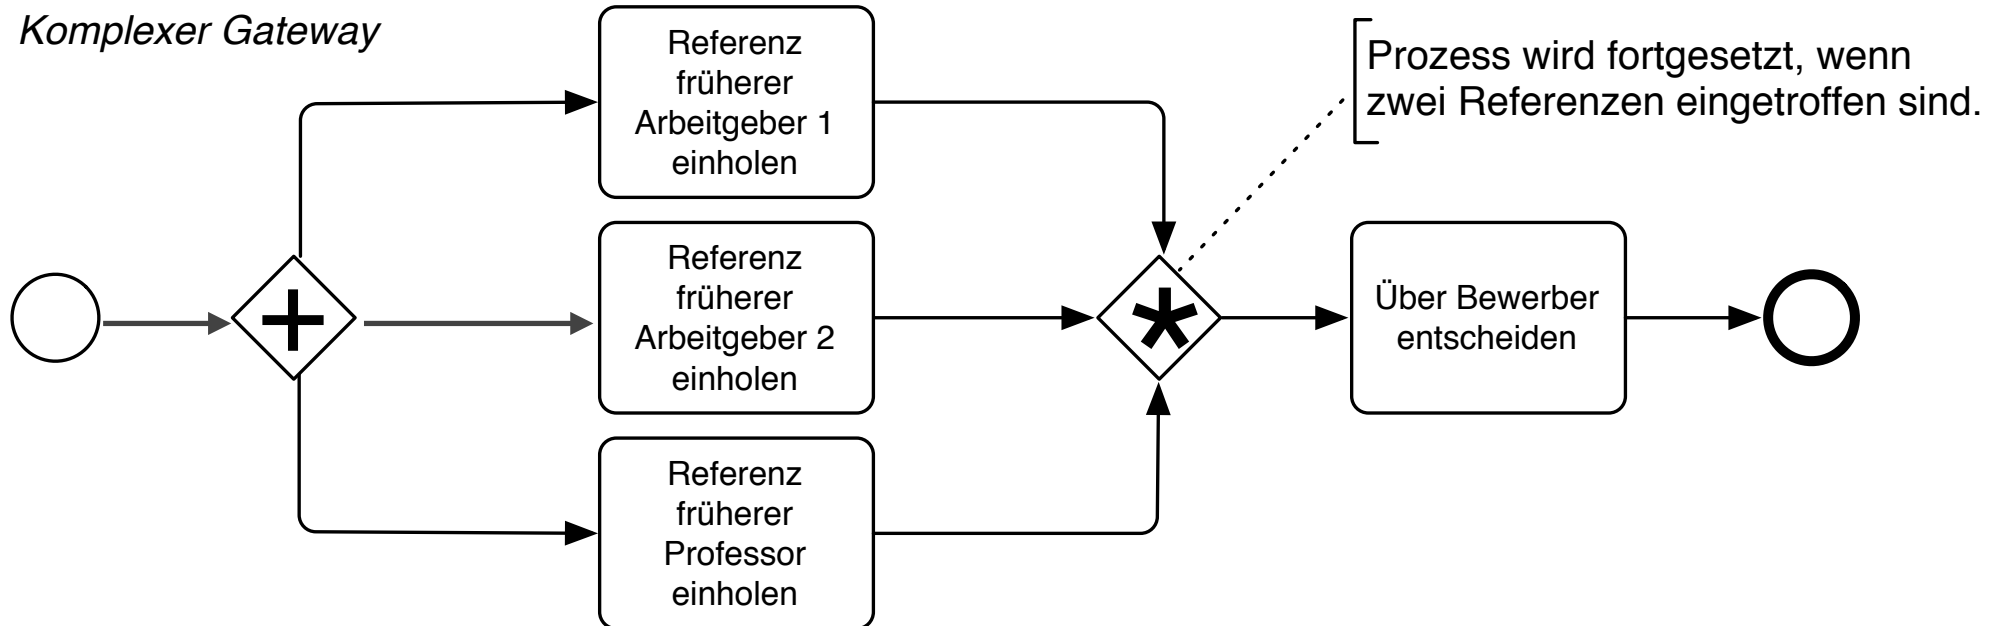 Komplexer Gateway
Referenz
früherer
Arbeitgeber 1
einholen
Prozess wird fortgesetzt, wenn
zwei Referenzen eingetroffen sind.
Referenz
früherer
Arbeitgeber 2
einholen
Über Bewerber
entscheiden
Referenz
früherer
Professor
einholen